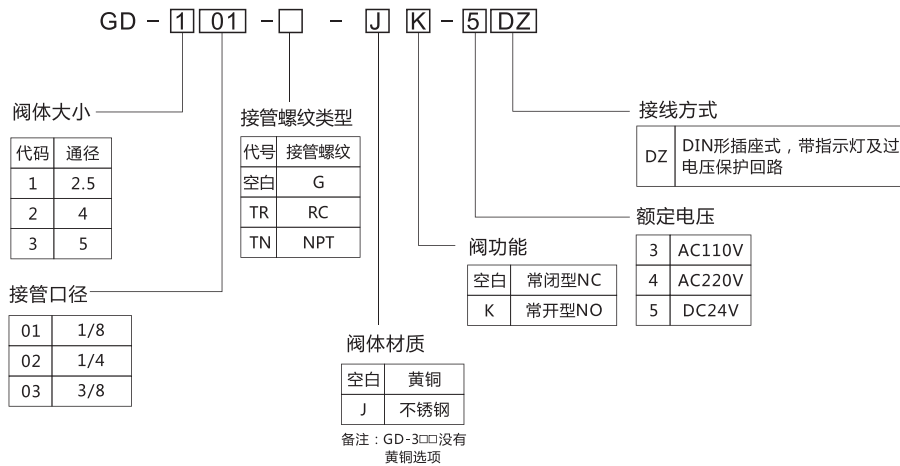 GD - 1 01 - □ - J K - 5 DZ
阀体大小
代码 通径
1 2.5
2 4
3 5
接管口径
01 1/8
02 1/4
03 3/8
接管螺纹类型
代号 接管螺纹
空白 G
TR RC
TN NPT
阀体材质
空白 黄铜
J 不锈钢
备注：GD-3□□没有
黄铜选项
阀功能
空白 常闭型NC
K 常开型NO
接线方式
DZ DIN形插座式，带指示灯及过
电压保护回路
额定电压
3 AC110V
4 AC220V
5 DC24V